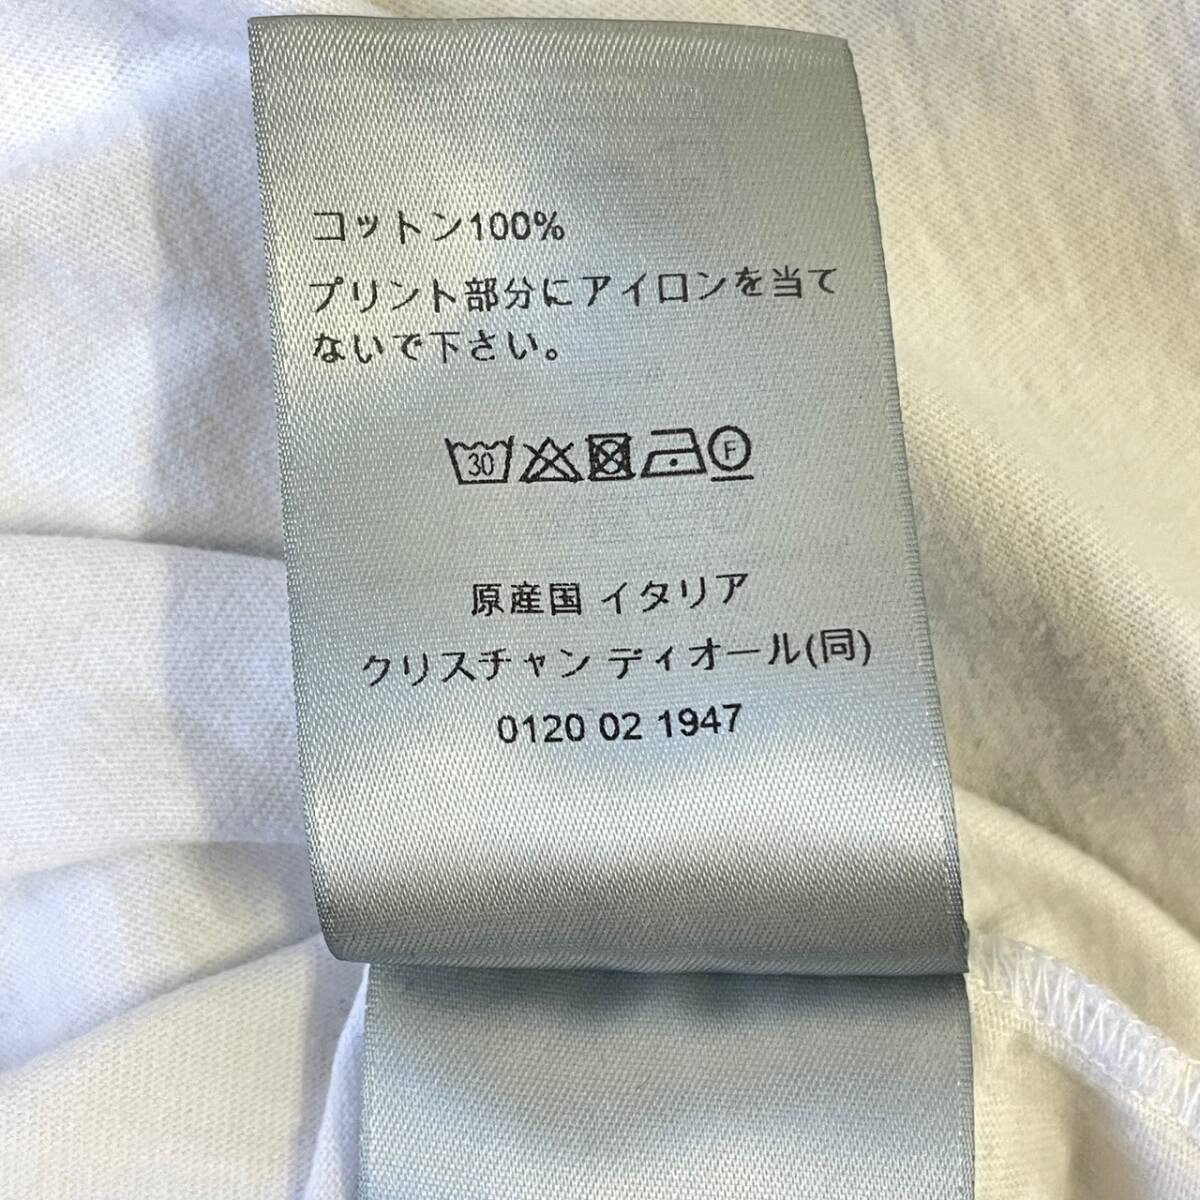 コットン100%
プリント部分にアイロンを当て
ないで下さい。
30 F
原産国 イタリア
クリスチャン ディオール(同)
0120 02 1947